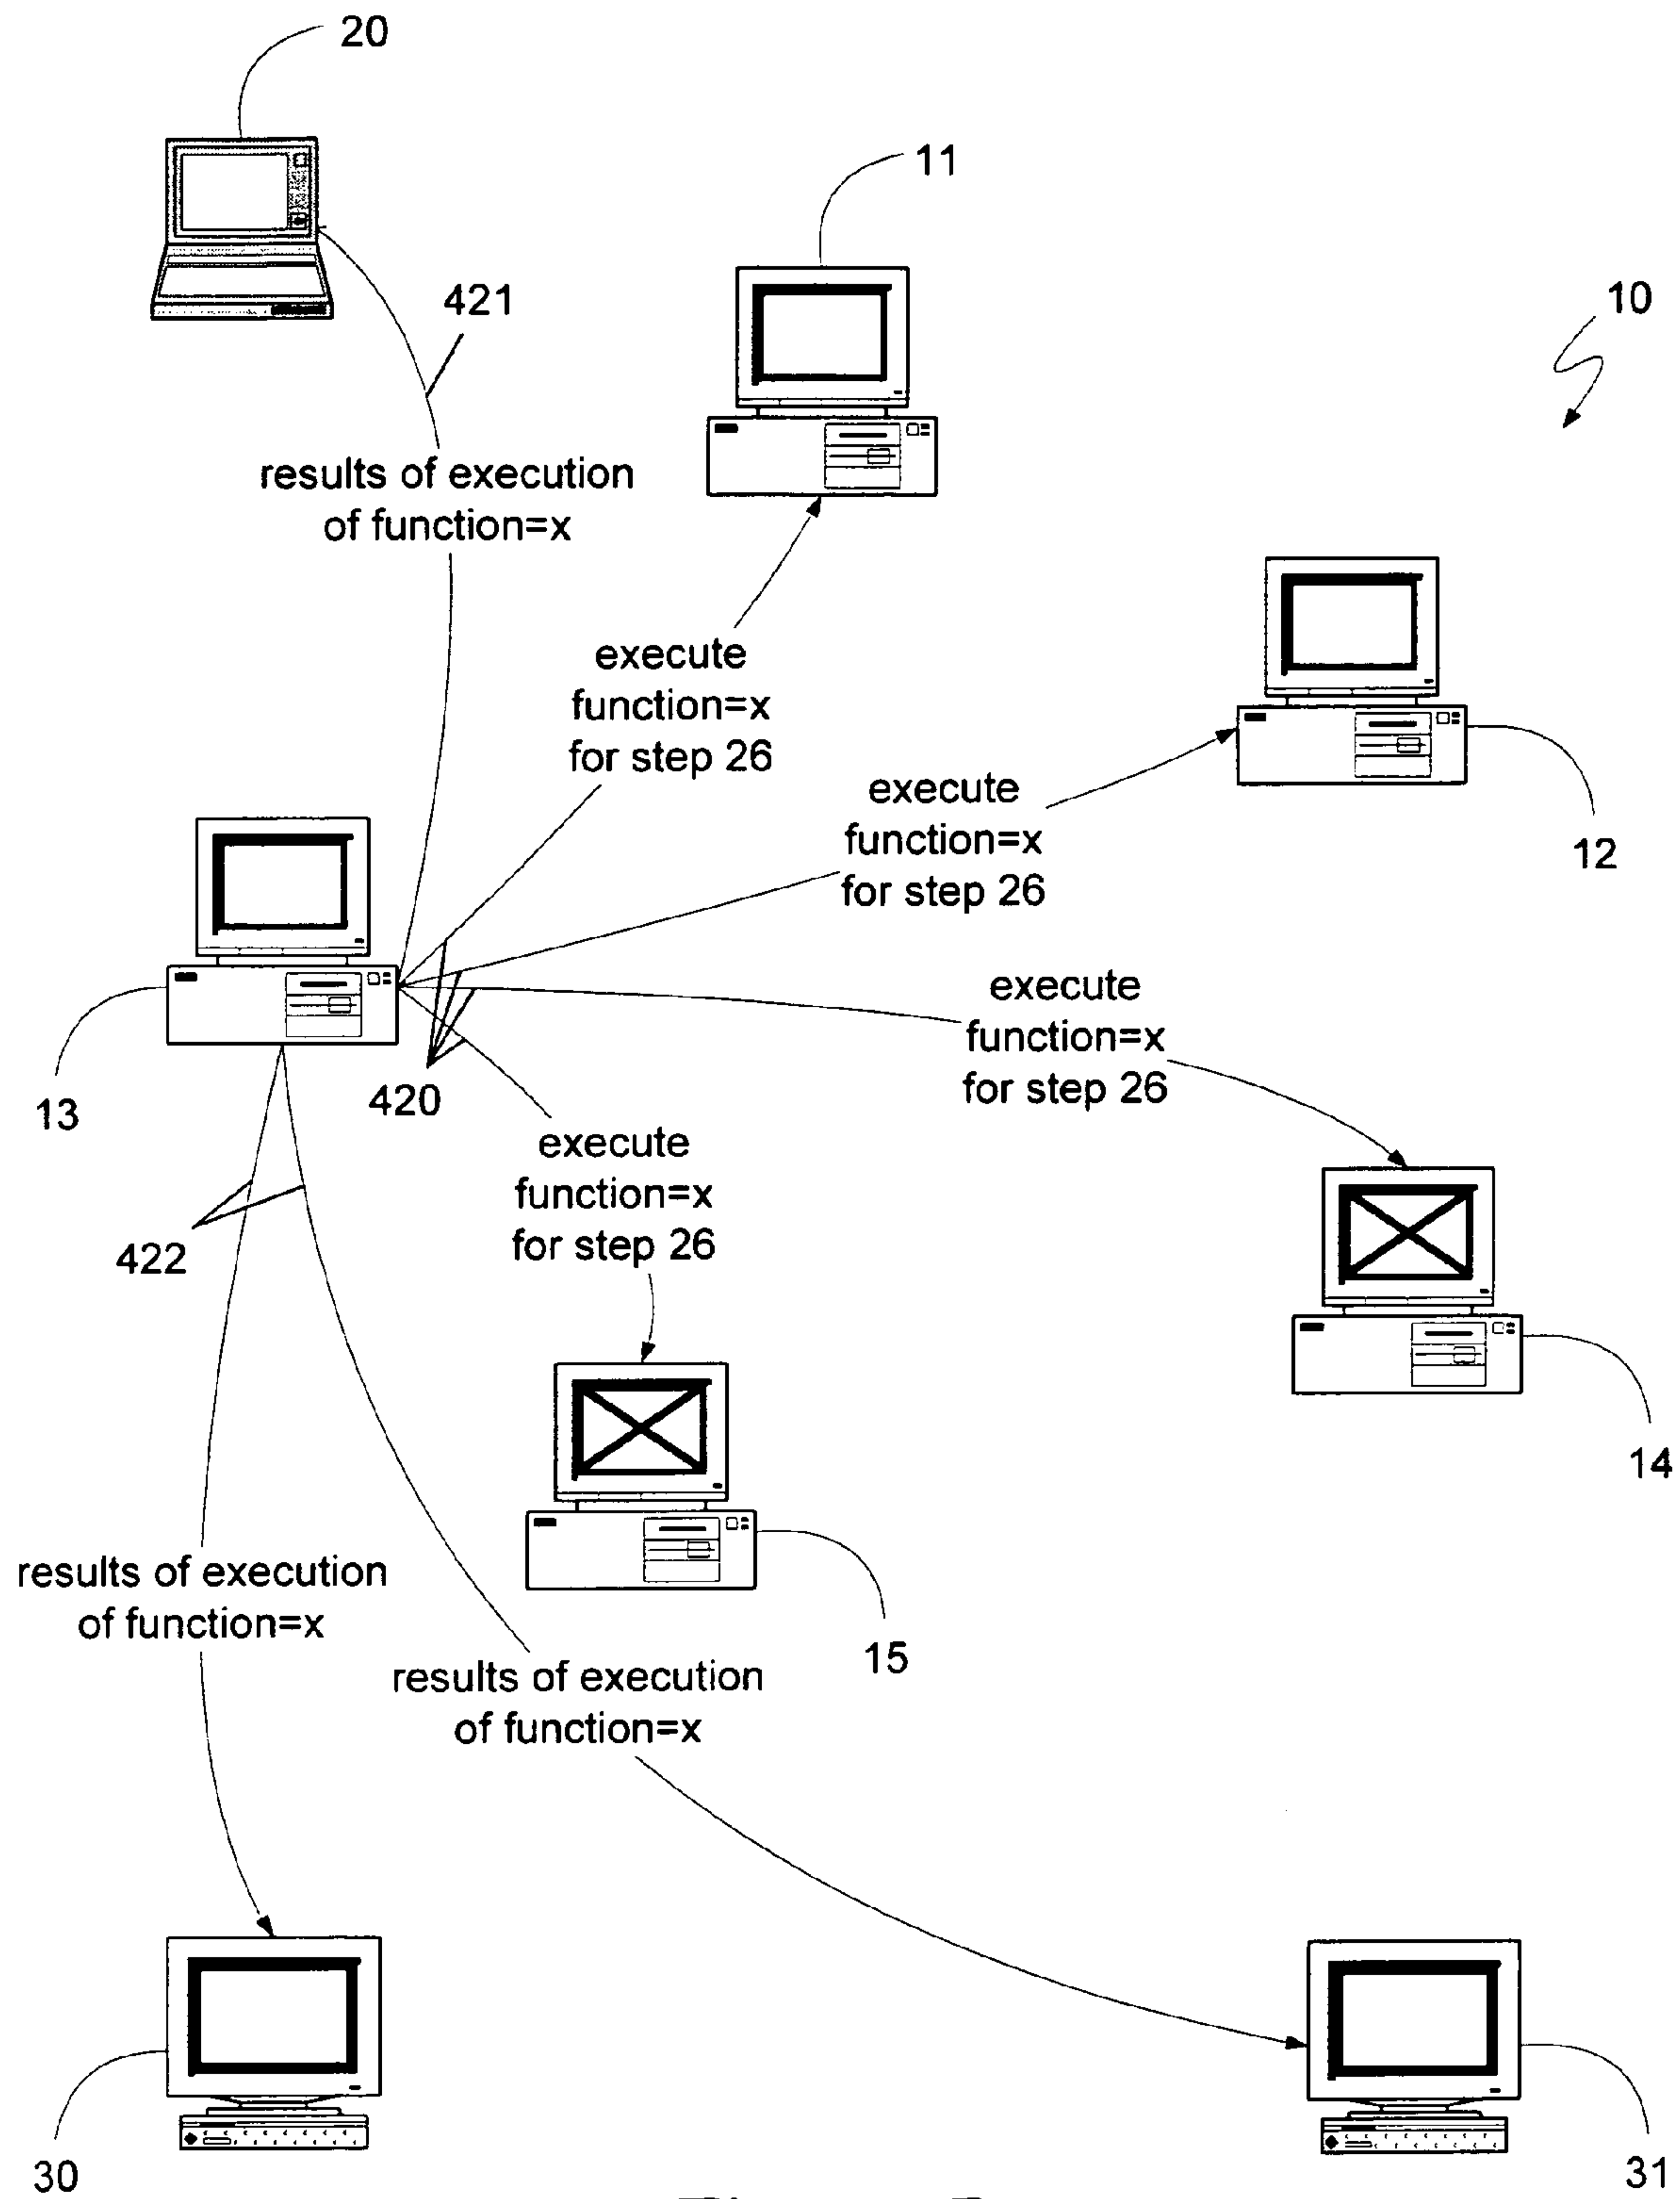 20
11
10
421
results of execution
of function=x
execute
function=x
for step 26
execute
function=x
for step 26
12
execute
function=x
for step 26
13
420
execute
function=x
for step 26
422
14
results of execution
of function=x
15
results of execution
of function=x
30
31